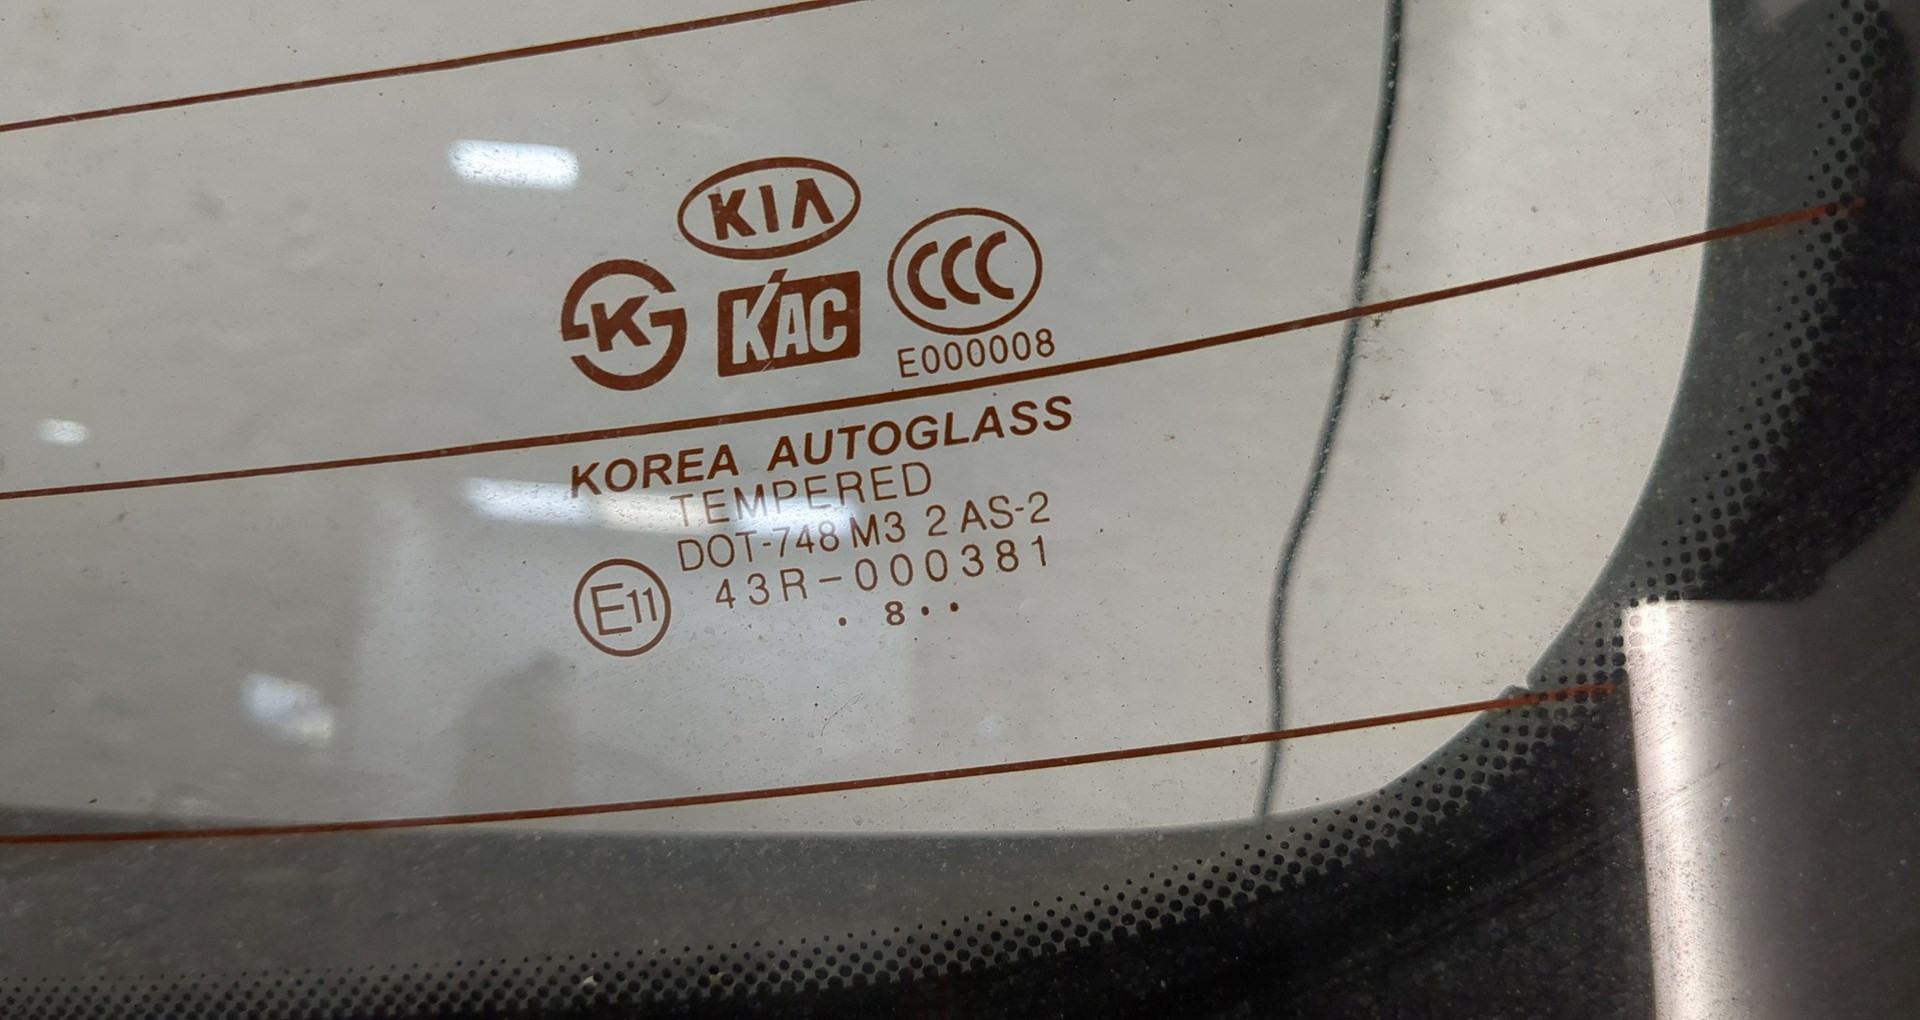 KIA
K
KAC
CCC
E000008
KOREA AUTOGLASS
TEMPERED
DOT-748 M3 2 AS-2
43R-000381
E11
. 8 . .